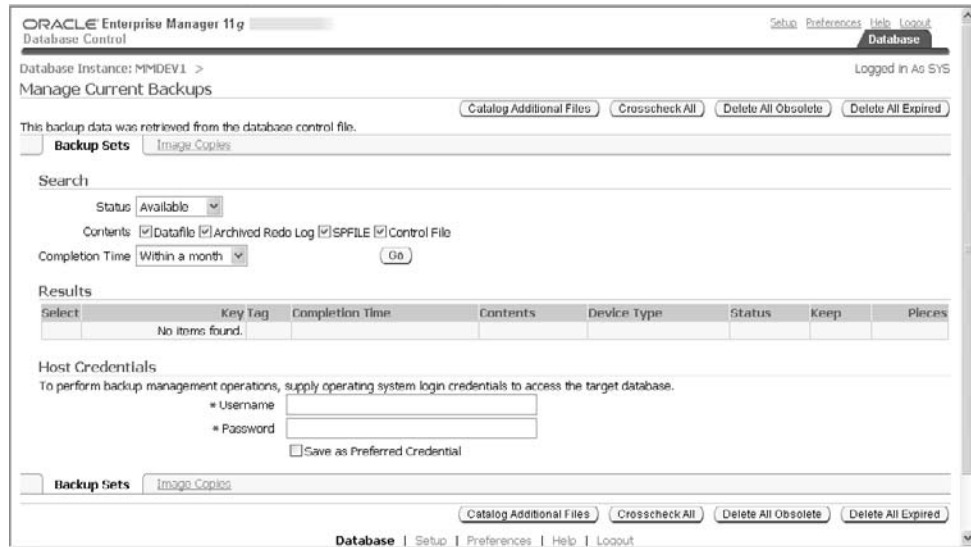 ORACLE Enterprise Manager 11g
Setup Preferences Help Logout
Database Control
Database
Database Instance: MMDEV1 >
Logged in As SYS
Manage Current Backups
Catalog Additional Files Crosscheck All Delete All Obsolete Delete All Expired
This backup data was retrieved from the database control file.
Backup Sets Image Copies
Search
Status Available
Contents Datafile Archived Redo Log SPFILE Control File
Completion Time Within a month Go
Results
Select Key Tag Completion Time Contents Device Type Status Keep Pieces
No items found.
Host Credentials
To perform backup management operations, supply operating system login credentials to access the target database.
* Username
* Password
Save as Preferred Credential
Backup Sets Image Copies
Catalog Additional Files Crosscheck All Delete All Obsolete Delete All Expired
Database | Setup | Preferences | Help | Logout